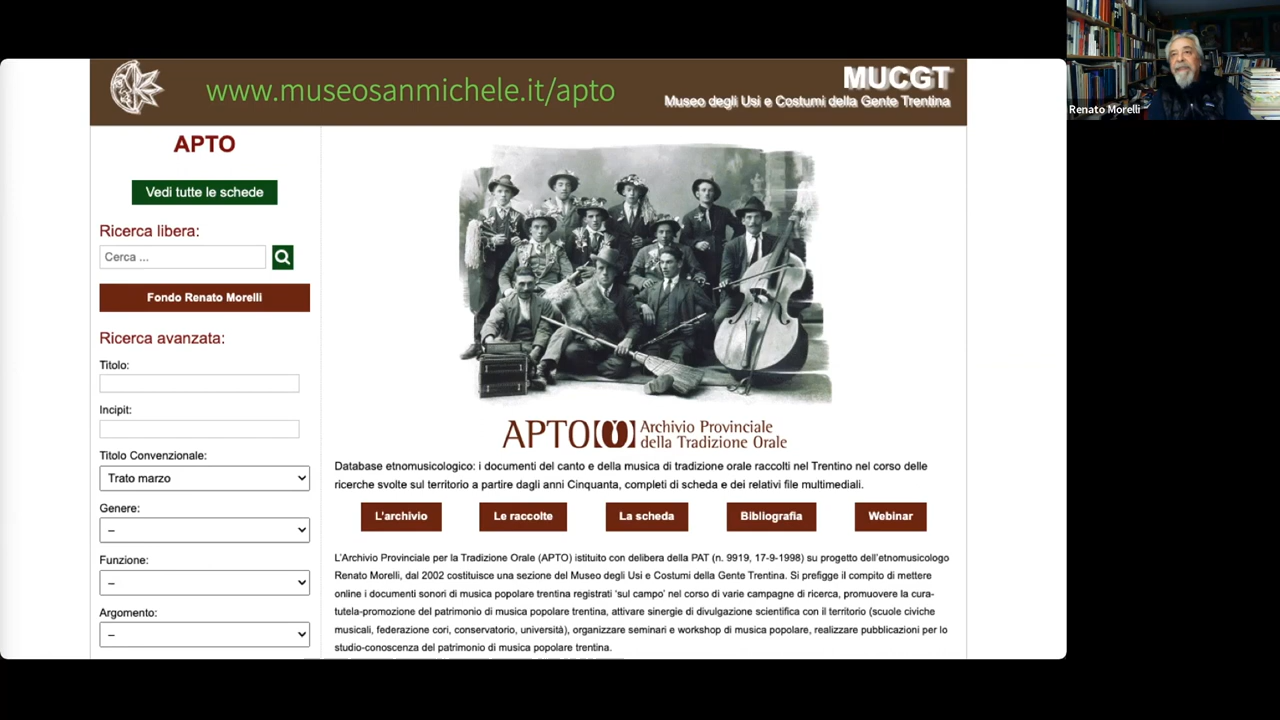 www.museosanmichele.it/apto
MUCGT
Museo degli Usi e Costumi della Gente Trentina
Renato Morelli
APTO
Vedi tutte le schede
Ricerca libera:
Cerca ...
Fondo Renato Morelli
Ricerca avanzata:
Titolo:
Incipit:
Titolo Convenzionale:
Trato marzo
Genere:
–
Funzione:
–
Argomento:
–
APTO Archivio Provinciale
della Tradizione Orale
Database etnomusicologico: i documenti del canto e della musica di tradizione orale raccolti nel Trentino nel corso delle
ricerche svolte sul territorio a partire dagli anni Cinquanta, completi di scheda e dei relativi file multimediali.
L'archivio
Le raccolte
La scheda
Bibliografia
Webinar
L'Archivio Provinciale per la Tradizione Orale (APTO) istituito con delibera della PAT (n. 9919, 17-9-1998) su progetto dell'etnomusicologo
Renato Morelli, dal 2002 costituisce una sezione del Museo degli Usi e Costumi della Gente Trentina. Si prefigge il compito di mettere
online i documenti sonori di musica popolare trentina registrati 'sul campo' nel corso di varie campagne di ricerca, promuovere la cura-
tutela-promozione del patrimonio di musica popolare trentina, attivare sinergie di divulgazione scientifica con il territorio (scuole civiche
musicali, federazione cori, conservatorio, università), organizzare seminari e workshop di musica popolare, realizzare pubblicazioni per lo
studio-conoscenza del patrimonio di musica popolare trentina.